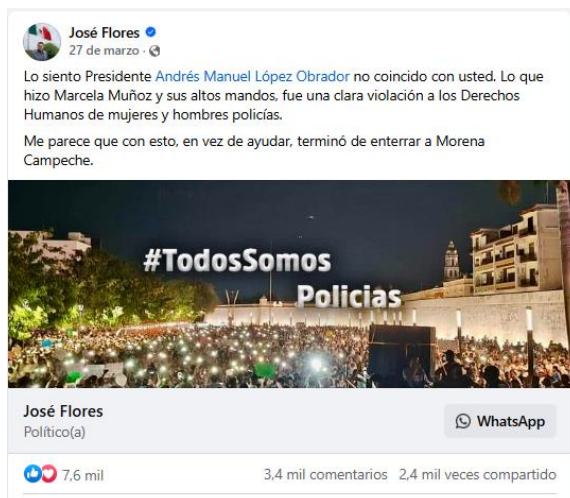 José Flores
27 de marzo ·
Lo siento Presidente Andrés Manuel López Obrador no coincido con usted. Lo que
hizo Marcela Muñoz y sus altos mandos, fue una clara violación a los Derechos
Humanos de mujeres y hombres policías.
Me parece que con esto, en vez de ayudar, terminó de enterrar a Morena
Campeche.
#TodosSomos
Policias
José Flores
Político(a)
WhatsApp
7,6 mil
3,4 mil comentarios 2,4 mil veces compartido